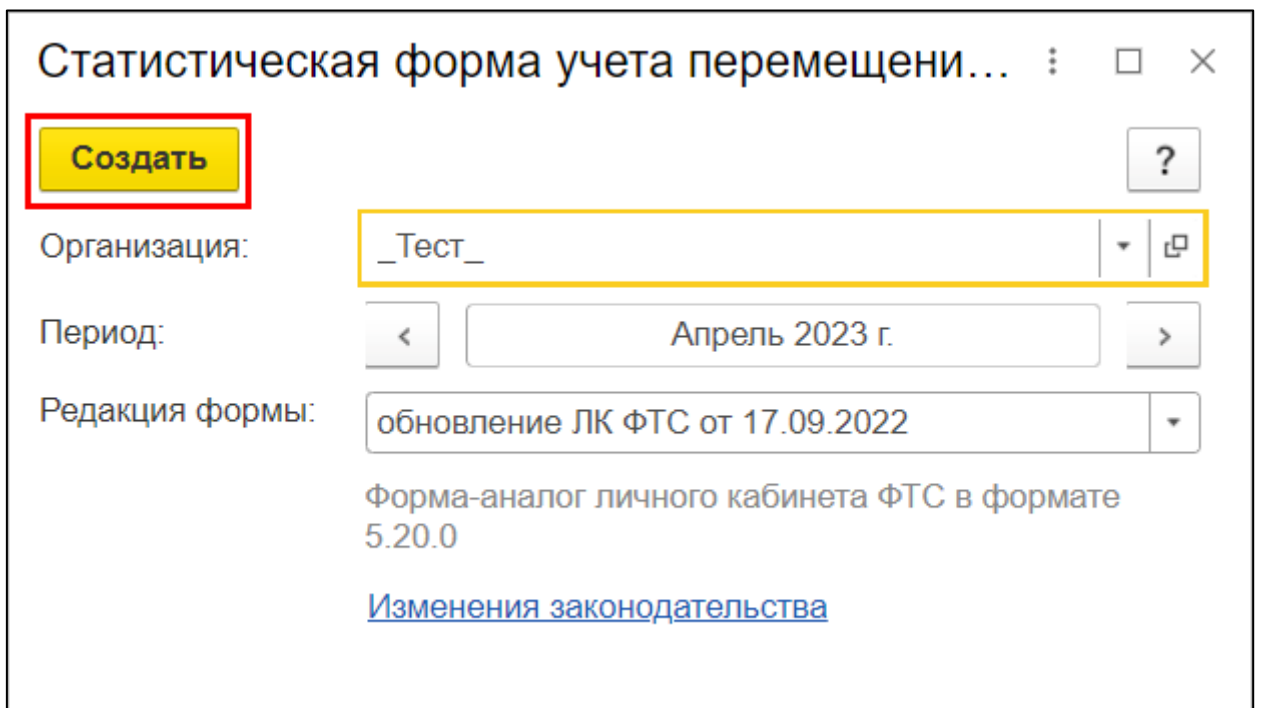 Статистическая форма учета перемещени...
Создать
?
Организация:
_Тест_
Период:
<
Апрель 2023 г.
>
Редакция формы:
обновление ЛК ФТС от 17.09.2022
Форма-аналог личного кабинета ФТС в формате
5.20.0
Изменения законодательства